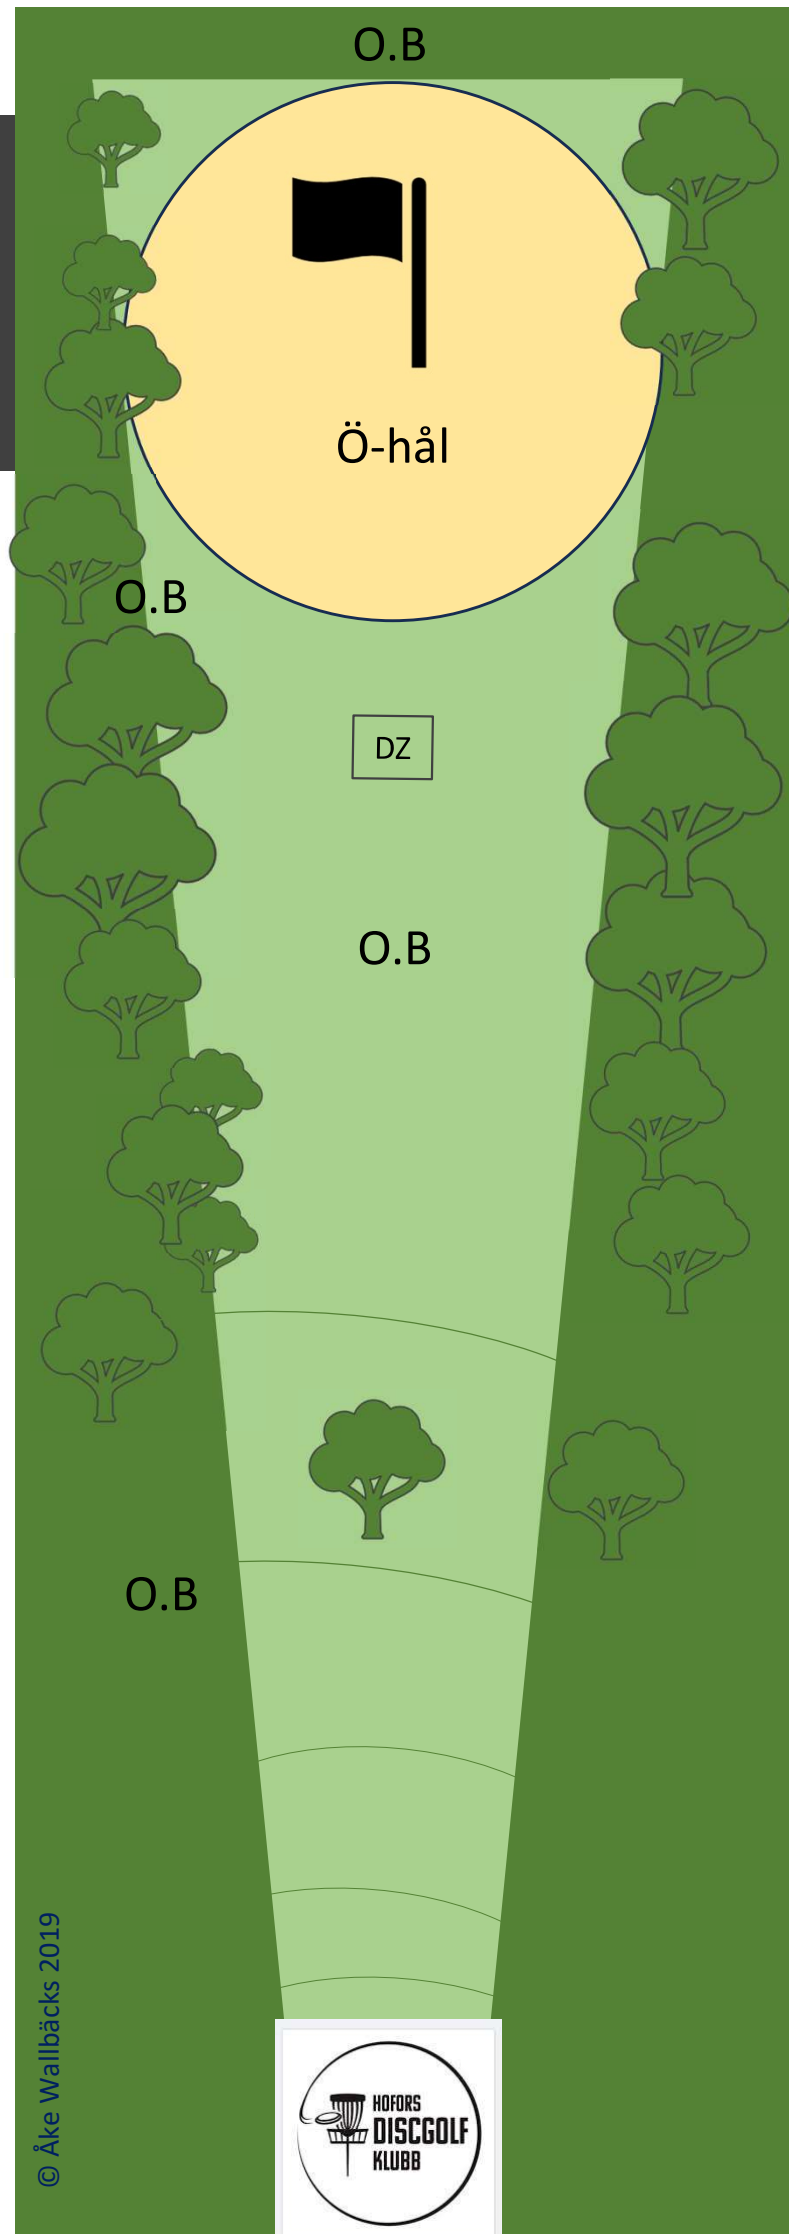 O.B
Ö-hål
O.B
DZ
O.B
O.B
© Åke Wallbäcks 2019
HOFORS
DISCGOLF
KLUBB